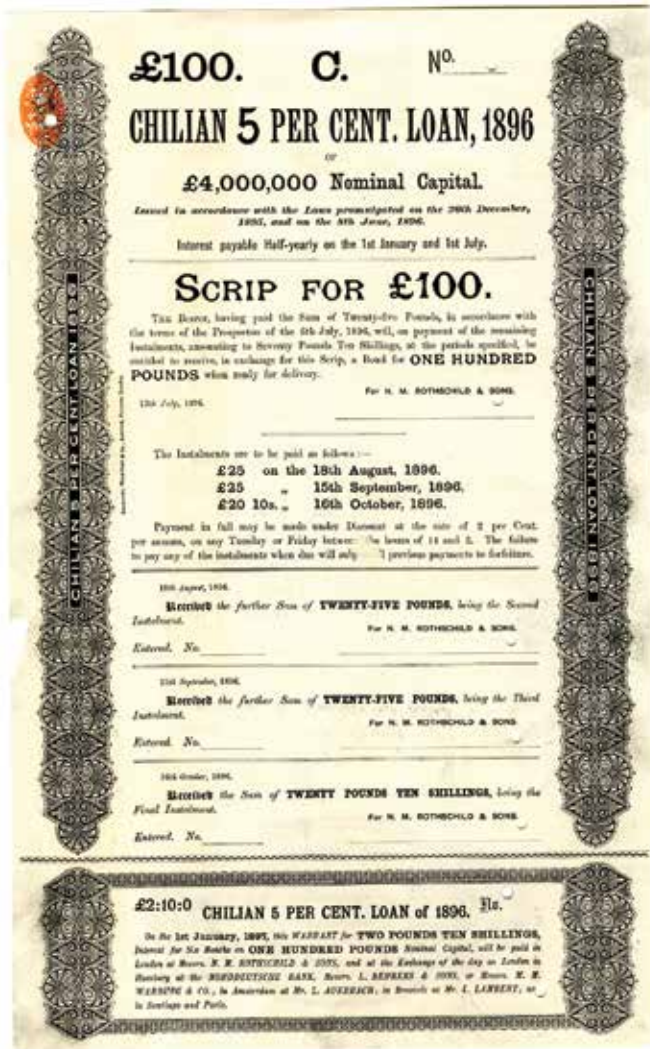 £100. C. No.
CHILIAN 5 PER CENT. LOAN, 1896
OF
£4,000,000 Nominal Capital.
Issued in accordance with the Laws promulgated on the 26th December,
1895, and on the 8th June, 1896.
Interest payable Half-yearly on the 1st January and 1st July.
SCRIP FOR £100.
THE BEARER, having paid the Sum of Twenty-five Pounds, in accordance with
the terms of the Prospectus of the 6th July, 1896, will, on payment of the remaining
Instalments, amounting to Seventy Pounds Ten Shillings, at the periods specified, be
entitled to receive, in exchange for this Scrip, a Bond for ONE HUNDRED
POUNDS when ready for delivery.
For N. M. ROTHSCHILD & SONS.
13th July, 1896.
The Instalments are to be paid as follows:—
£25 on the 18th August, 1896.
£25 „ 15th September, 1896.
£20 10s. „ 16th October, 1896.
Payment in full may be made under Discount at the rate of 2 per Cent.
per annum, on any Tuesday or Friday between the hours of 11 and 2. The failure
to pay any of the instalments when due will previous payments to forfeiture.
18th August, 1896.
Received the further Sum of TWENTY-FIVE POUNDS, being the Second
Instalment.
For N. M. ROTHSCHILD & SONS.
Entered. No.
September, 1896.
Received the further Sum of TWENTY-FIVE POUNDS, being the Third
Instalment.
For N. M. ROTHSCHILD & SONS.
Entered. No.
16th October, 1896.
Received the Sum of TWENTY POUNDS TEN SHILLINGS, being the
Final Instalment.
For N. M. ROTHSCHILD & SONS.
Entered. No.
CHILIAN 5 PER CENT LOAN 1896
CHILIAN 5 PER CENT LOAN 1896
£2:10:0 CHILIAN 5 PER CENT. LOAN of 1896. No.
On the 1st January, 1897, this WARRANT for TWO POUNDS TEN SHILLINGS,
Interest for Six Months on ONE HUNDRED POUNDS Nominal Capital, will be paid in
London at Messrs. N. M. ROTHSCHILD & SONS, and at the Exchange of the day on London in
Hamburg at the NORDDEUTSCHE BANK, Messrs. L. BEHRENS & SONS, or Messrs. M. M.
WARBURG & CO.; in Amsterdam at Mr. L. AUERBACH; in Brussels at Mr. L. LAMBERT; or
in Santiago and Paris.